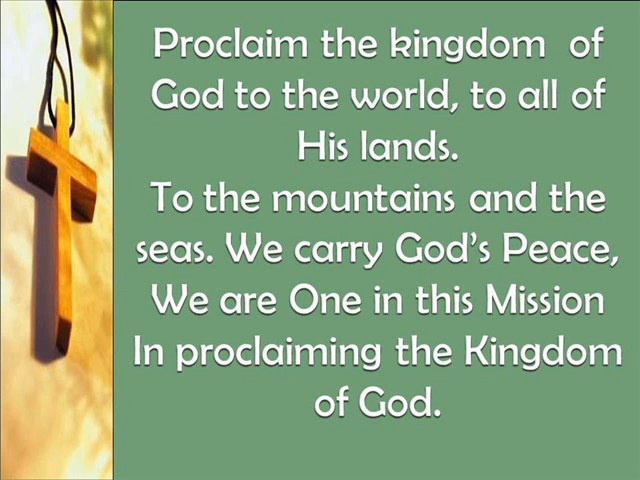 Proclaim the kingdom  of
God to the world, to all of
His lands.
To the mountains and the
seas. We carry God’s Peace,
We are One in this Mission
In proclaiming the Kingdom
of God.